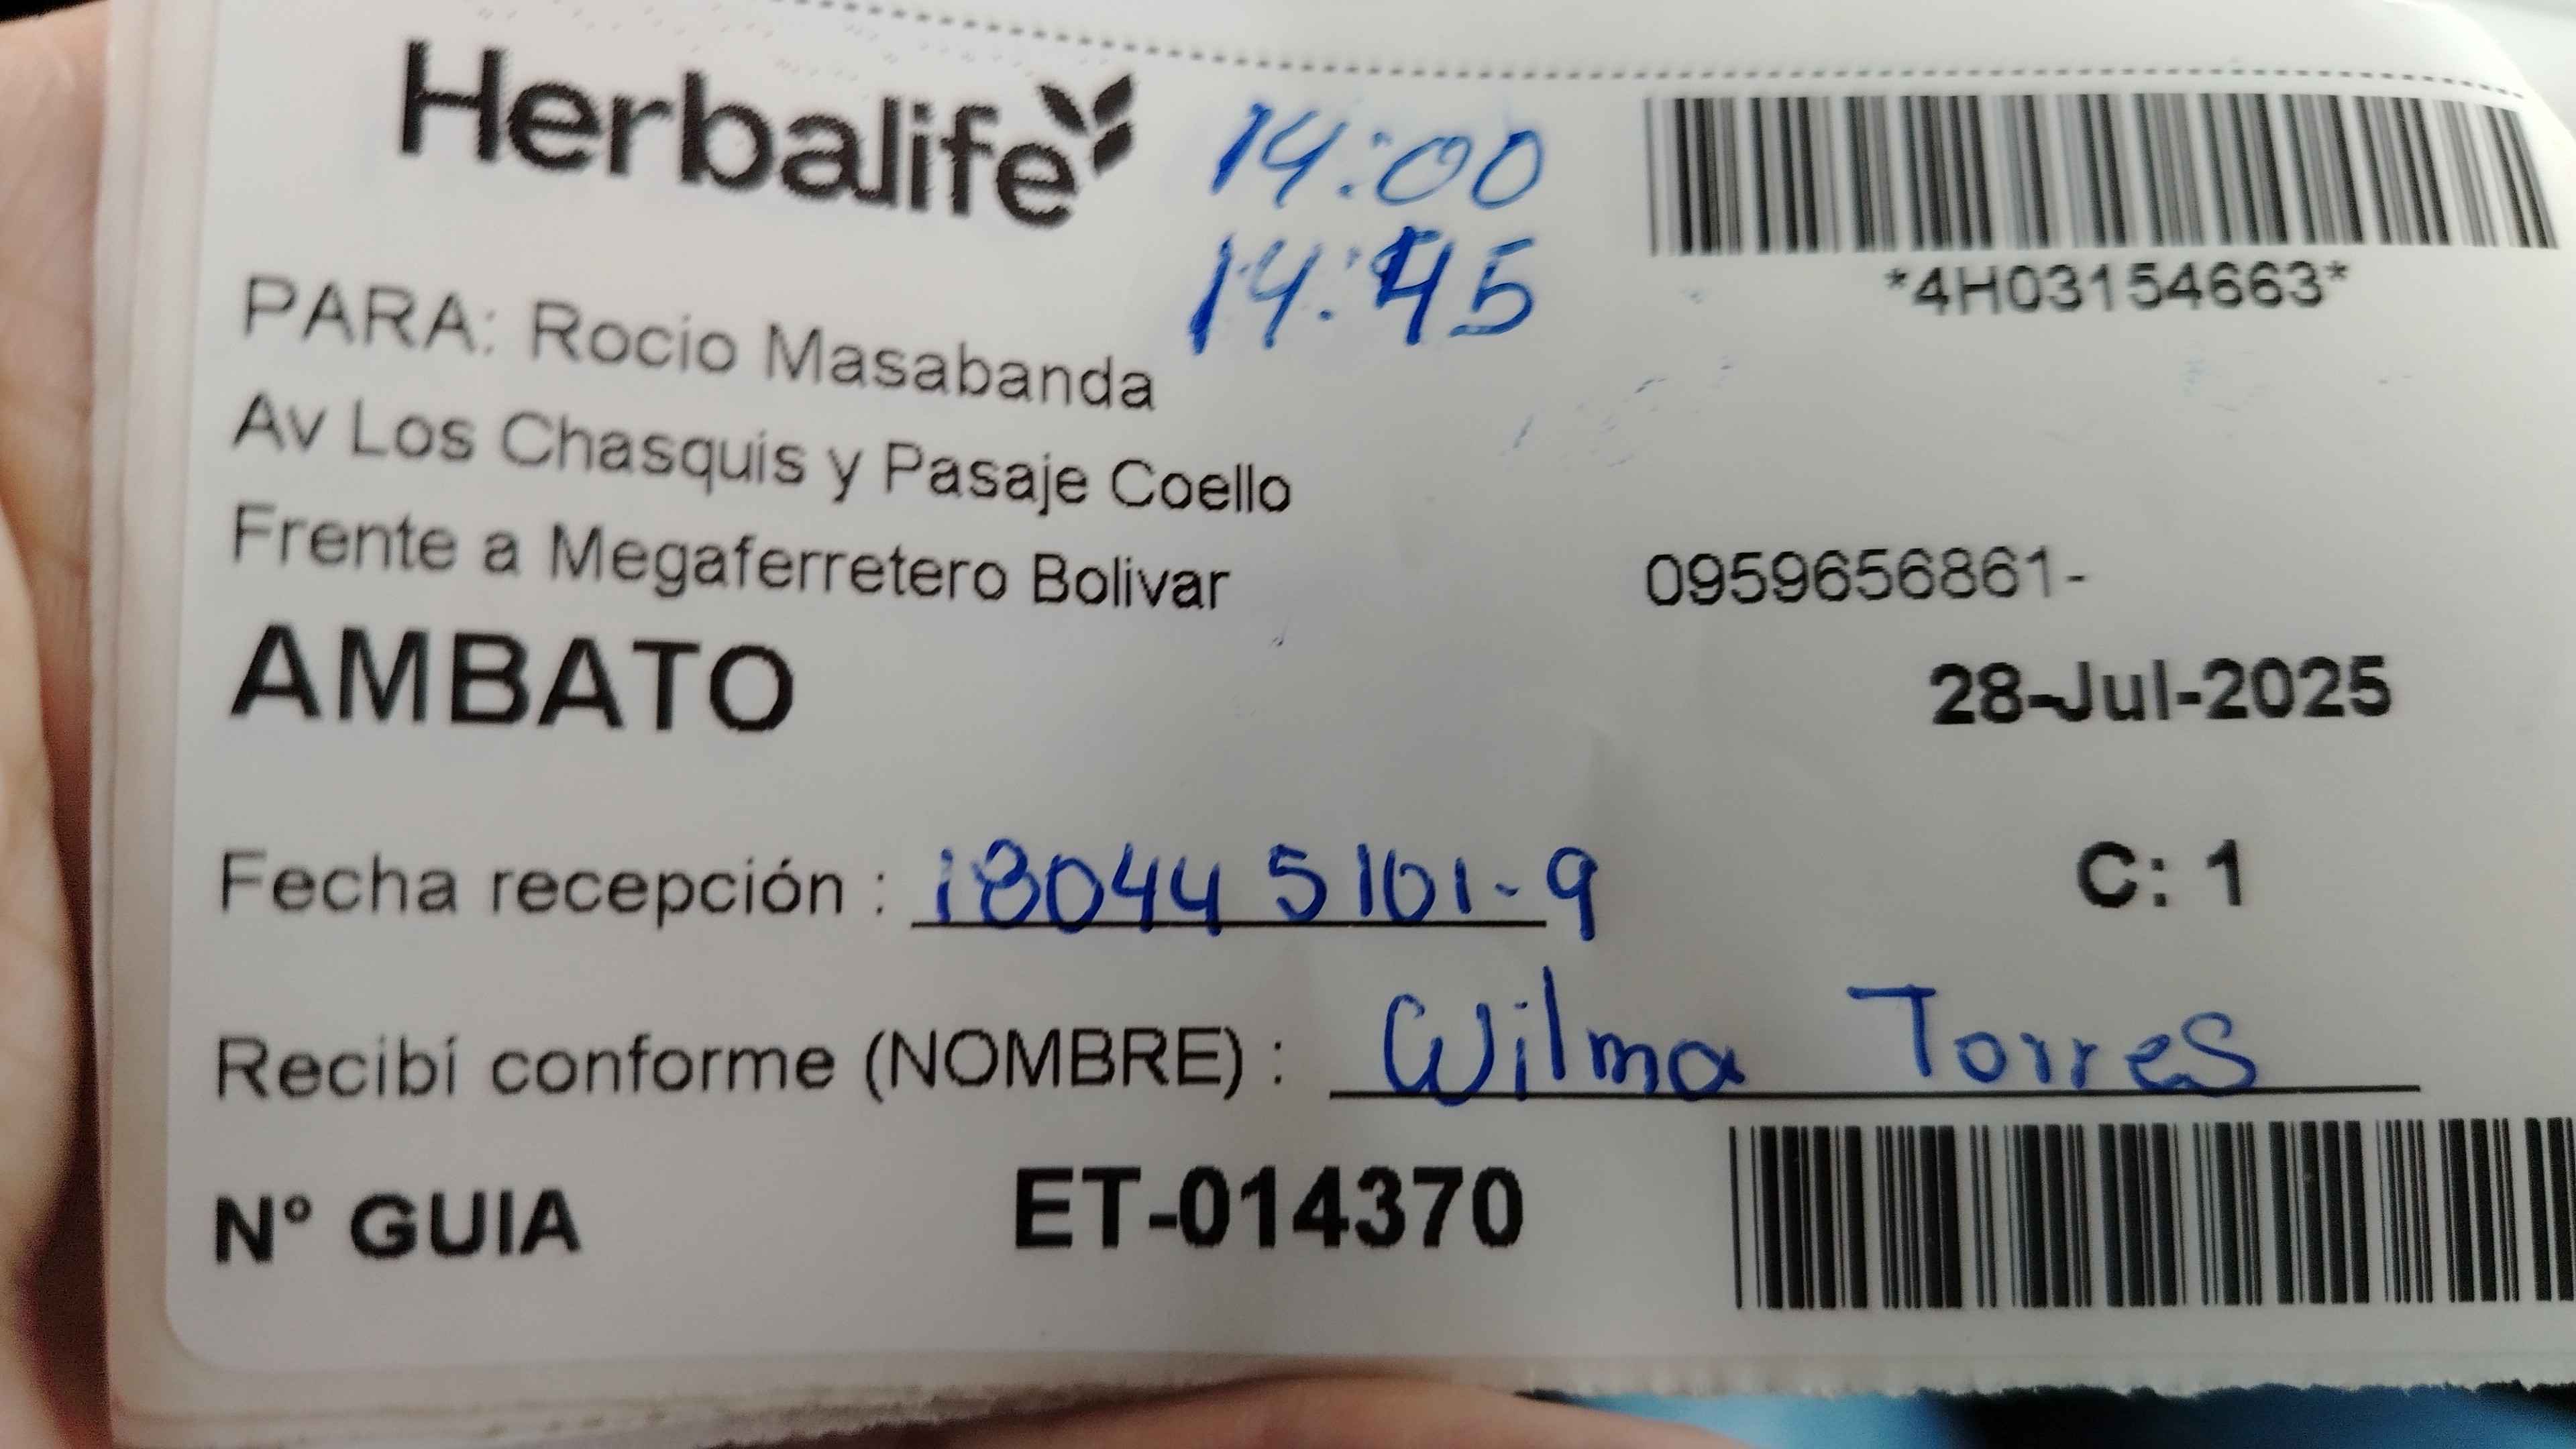 Herbalife
14:00
14:45
*4H03154663*
PARA: Rocio Masabanda
Av Los Chasquis y Pasaje Coello
Frente a Megaferretero Bolivar
0959656861-
AMBATO
28-Jul-2025
Fecha recepción : 180445101-9
C: 1
Recibí conforme (NOMBRE) : Wilma Torres
N° GUIA ET-014370